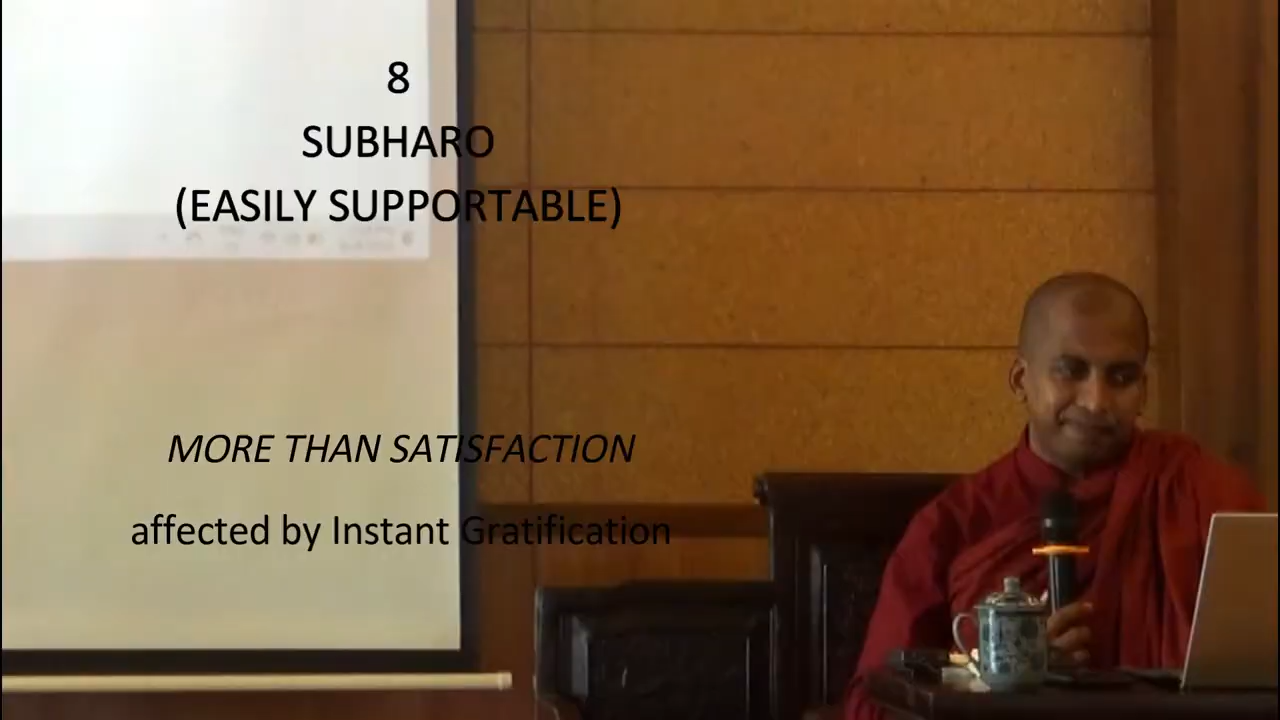 8
SUBHARO
(EASILY SUPPORTABLE)
MORE THAN SATISFACTION
affected by Instant Gratification